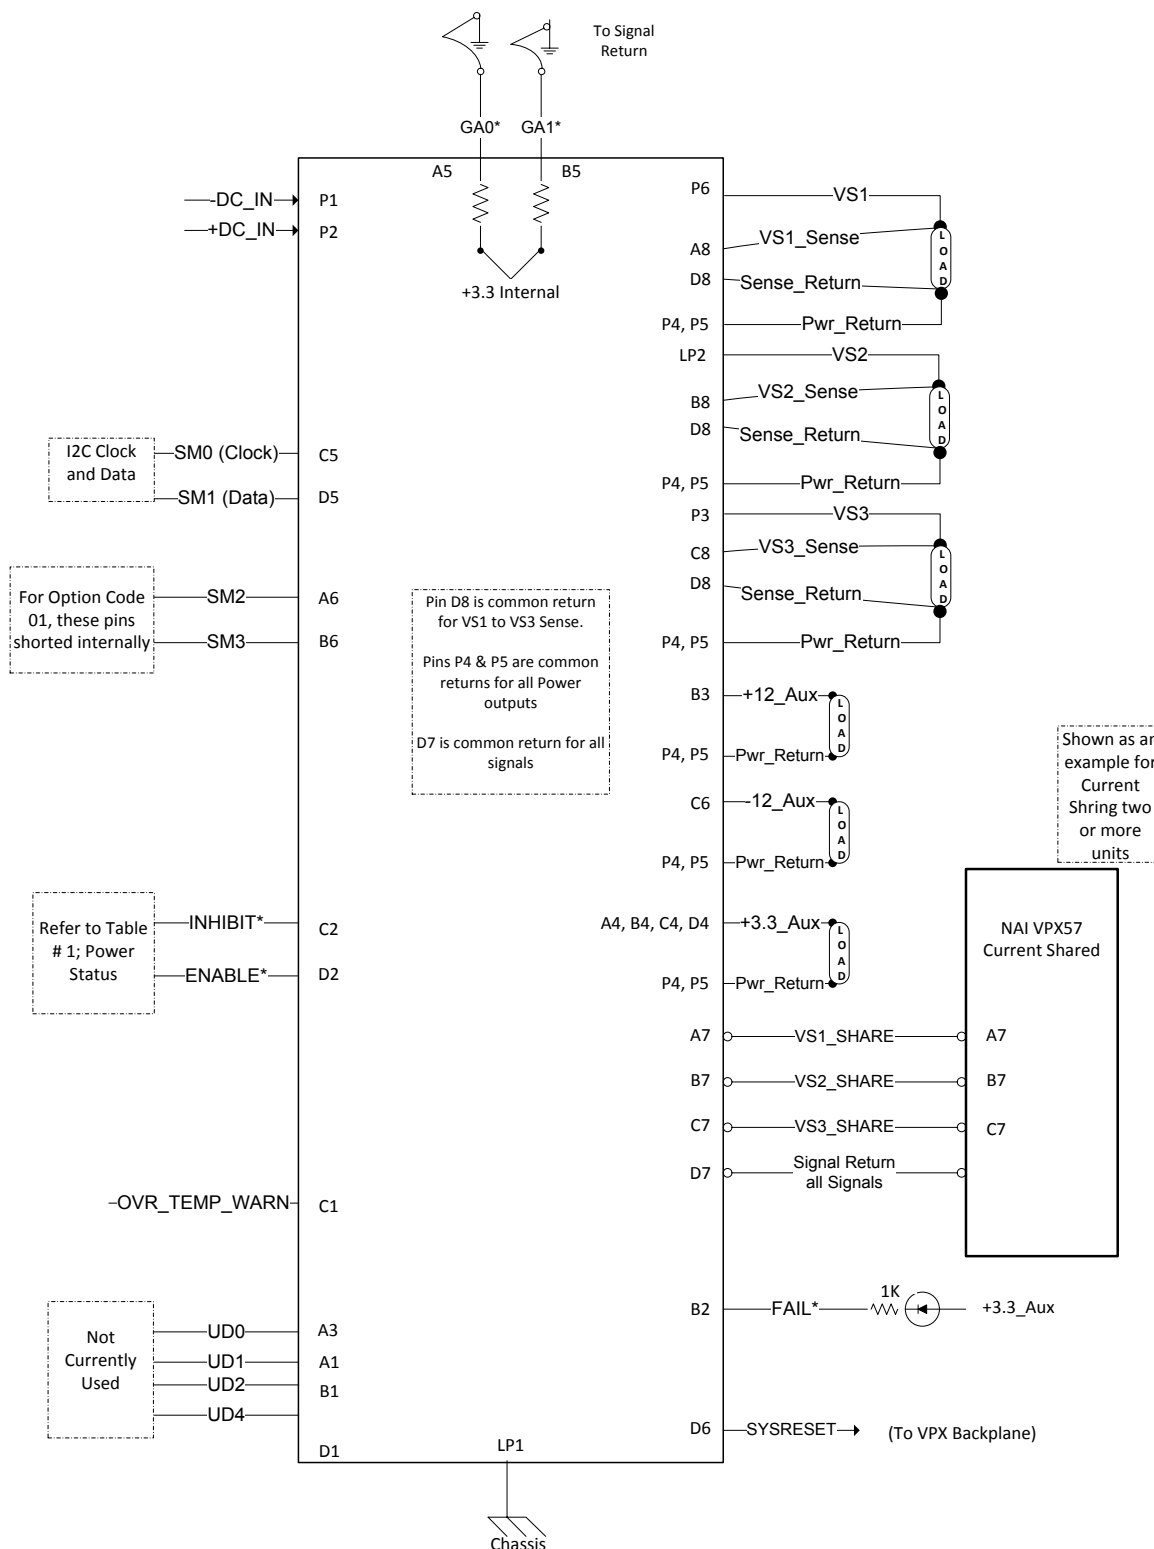 To Signal
Return
GA0*
GA1*
A5
B5
+3.3 Internal
-DC_IN
P1
+DC_IN
P2
P6
VS1
A8
VS1_Sense
D8
Sense_Return
P4, P5
Pwr_Return
LOAD
LP2
VS2
B8
VS2_Sense
D8
Sense_Return
P4, P5
Pwr_Return
LOAD
P3
VS3
C8
VS3_Sense
D8
Sense_Return
P4, P5
Pwr_Return
LOAD
I2C Clock
and Data
SM0 (Clock)
C5
SM1 (Data)
D5
For Option Code
01, these pins
shorted internally
SM2
A6
SM3
B6
Pin D8 is common return
for VS1 to VS3 Sense.
Pins P4 & P5 are common
returns for all Power
outputs
D7 is common return for all
signals
B3
+12_Aux
P4, P5
Pwr_Return
LOAD
C6
-12_Aux
P4, P5
Pwr_Return
LOAD
A4, B4, C4, D4
+3.3_Aux
P4, P5
Pwr_Return
LOAD
Shown as an
example for
Current
Shring two
or more
units
Refer to Table
# 1; Power
Status
INHIBIT*
C2
ENABLE*
D2
NAI VPX57
Current Shared
A7
VS1_SHARE
A7
B7
VS2_SHARE
B7
C7
VS3_SHARE
C7
D7
Signal Return
all Signals
OVR_TEMP_WARN
C1
B2
FAIL*
1K
+3.3_Aux
Not
Currently
Used
UD0
A3
UD1
A1
UD2
B1
UD4
D1
D6
SYSRESET
(To VPX Backplane)
LP1
Chassis